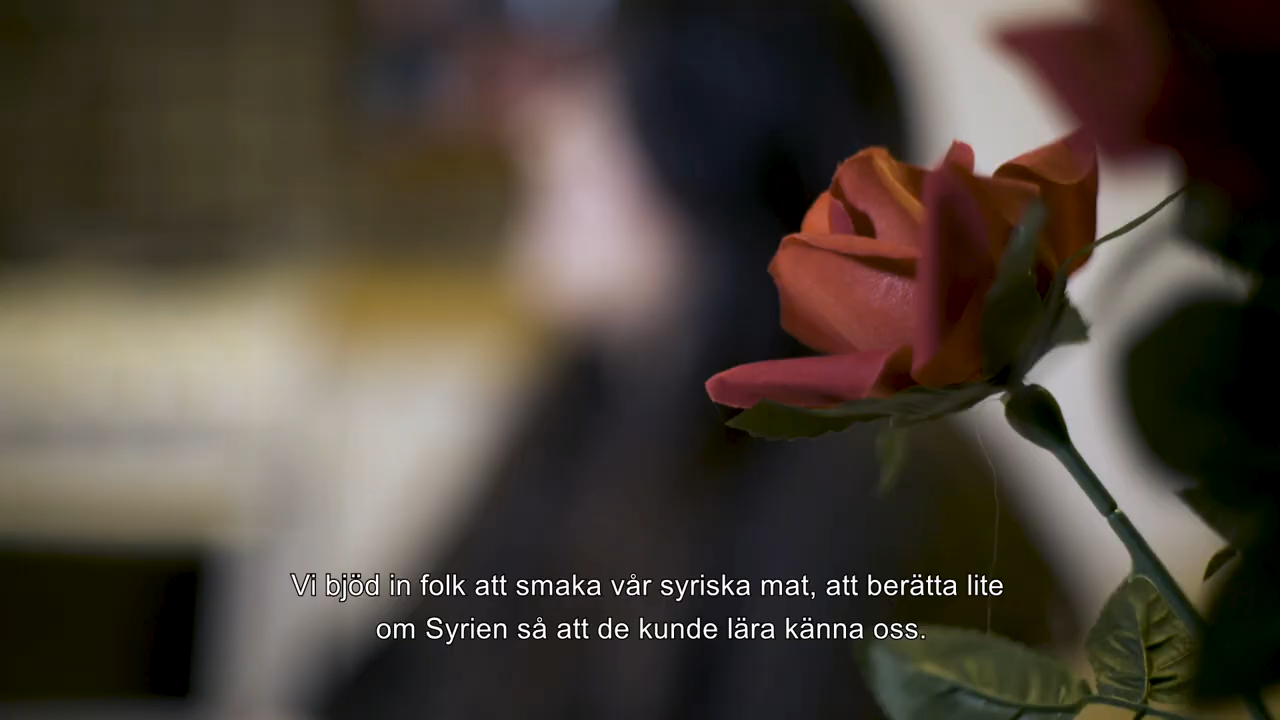 Vi bjöd in folk att smaka vår syriska mat, att berätta lite
om Syrien så att de kunde lära känna oss.